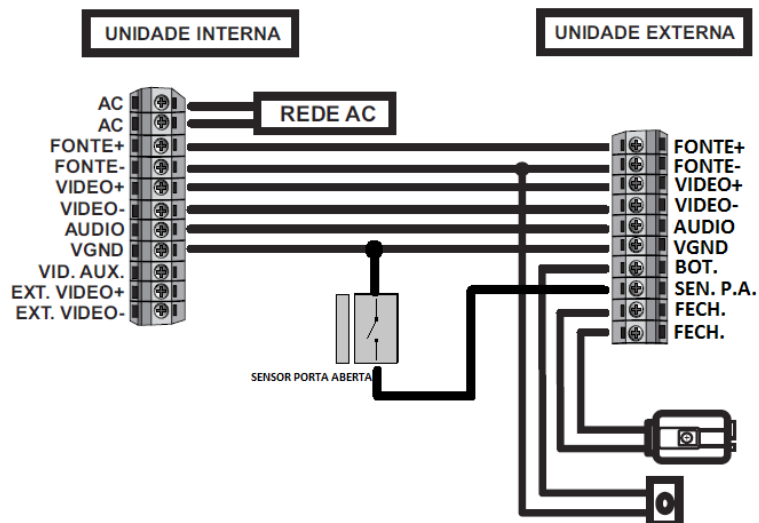 UNIDADE INTERNA
UNIDADE EXTERNA
AC
AC
REDE AC
FONTE+
FONTE-
VIDEO+
VIDEO-
AUDIO
VGND
VID. AUX.
EXT. VIDEO+
EXT. VIDEO-
FONTE+
FONTE-
VIDEO+
VIDEO-
AUDIO
VGND
BOT.
SEN. P.A.
FECH.
FECH.
SENSOR PORTA ABERTA